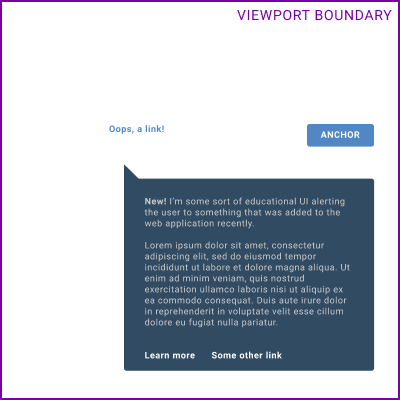 VIEWPORT BOUNDARY
Oops, a link!
ANCHOR
New! I'm some sort of educational UI alerting
the user to something that was added to the
web application recently.
Lorem ipsum dolor sit amet, consectetur
adipiscing elit, sed do eiusmod tempor
incididunt ut labore et dolore magna aliqua. Ut
enim ad minim veniam, quis nostrud
exercitation ullamco laboris nisi ut aliquip ex
ea commodo consequat. Duis aute irure dolor
in reprehenderit in voluptate velit esse cillum
dolore eu fugiat nulla pariatur.
Learn more Some other link